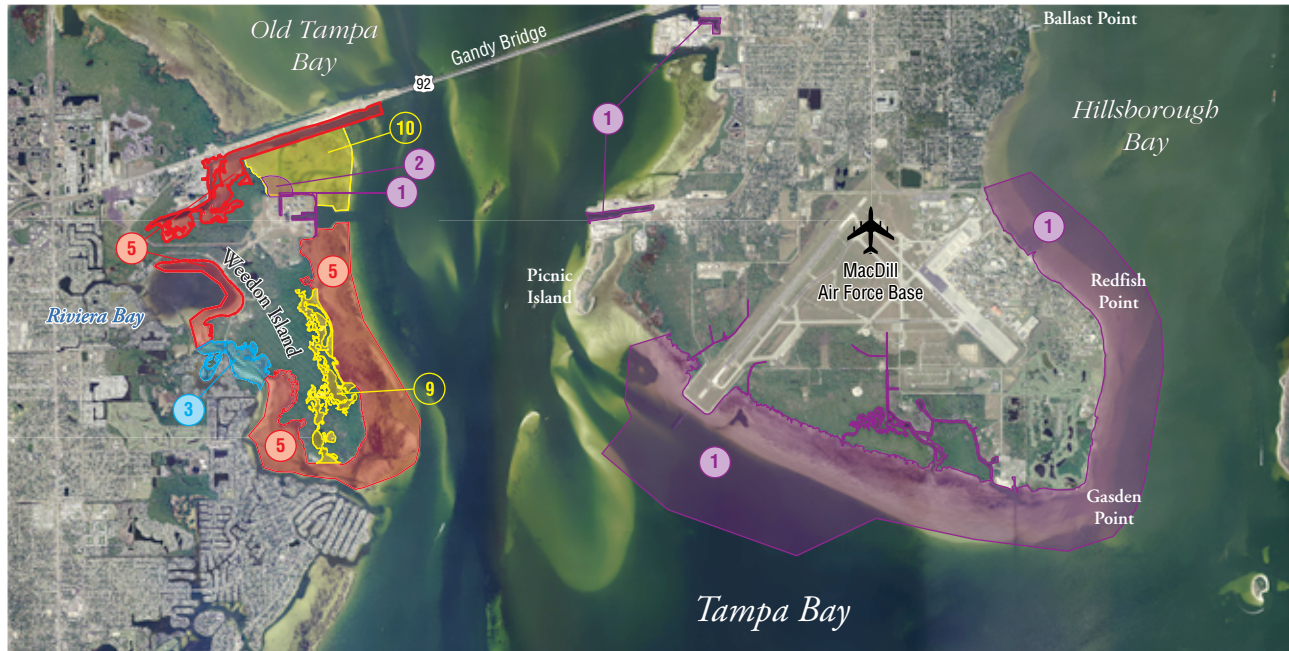 Old Tampa
Bay
Gandy Bridge
92
Ballast Point
Hillsborough
Bay
1
10
2
1
5
5
Weedon Island
Riviera Bay
3
9
5
Picnic
Island
MacDill
Air Force Base
1
Redfish
Point
1
Gasden
Point
Tampa Bay